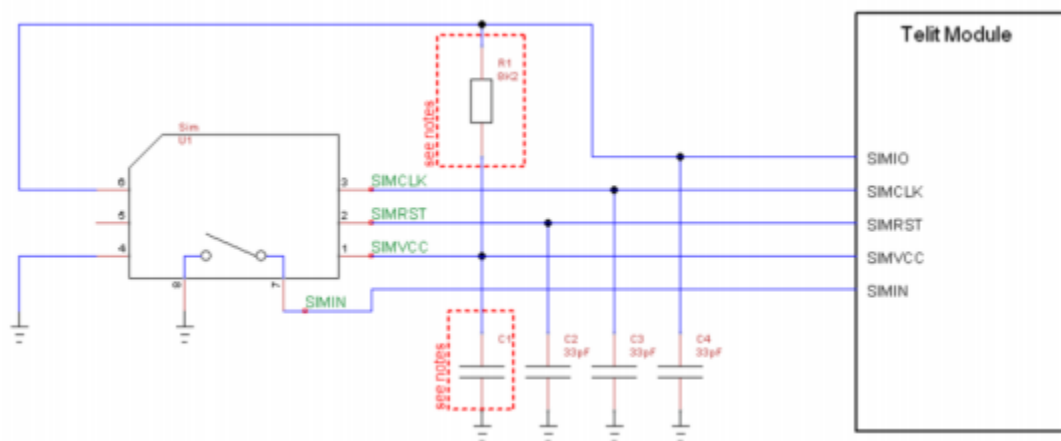 Telit Module
R1
8K2
see notes
Sim
U1
6
5
4
3
2
1
8
7
SIMCLK
SIMRST
SIMVCC
SIMIN
SIMIO
SIMCLK
SIMRST
SIMVCC
SIMIN
see notes
C1
C2
33pF
C3
33pF
C4
33pF